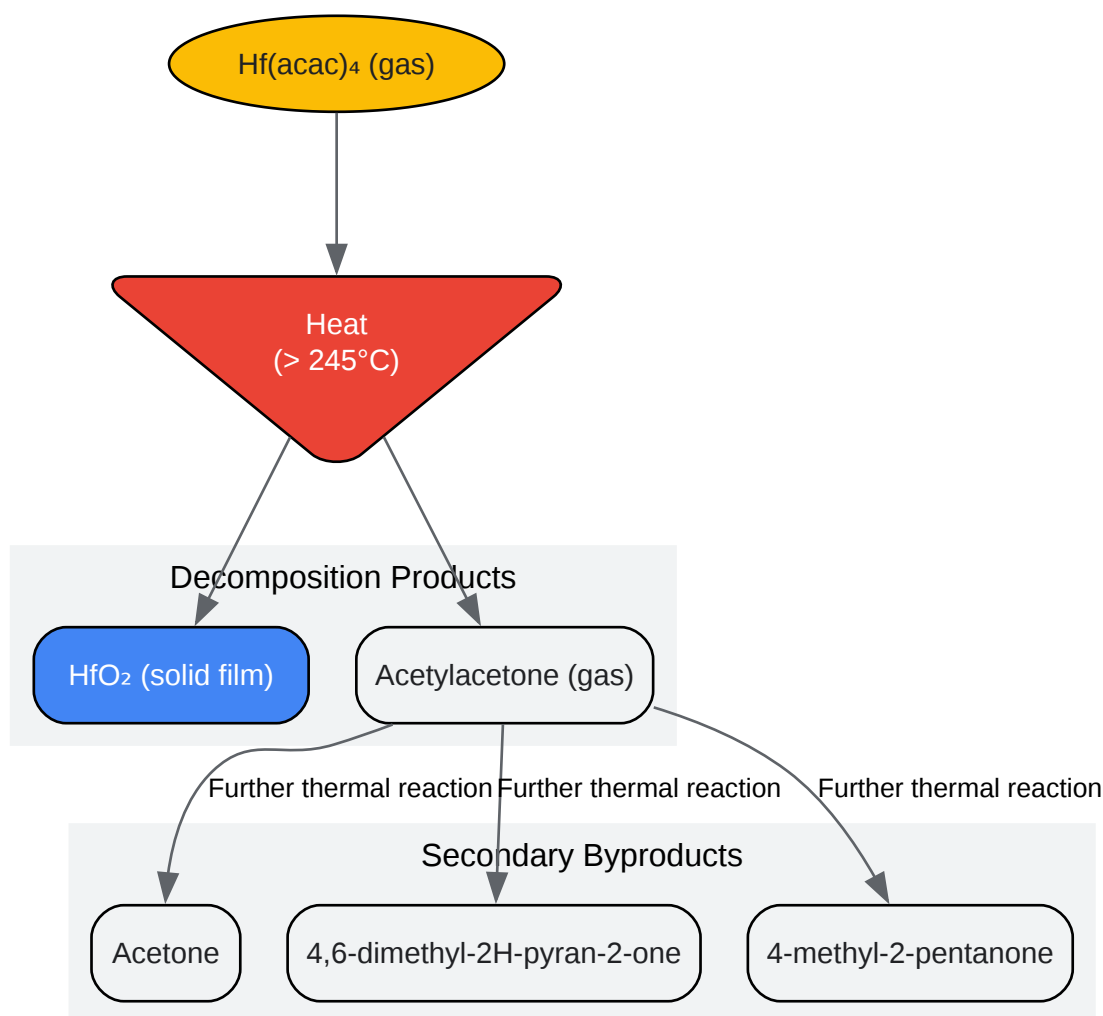 Hf(acac)₄ (gas)
Heat
(> 245°C)
Decomposition Products
HfO₂ (solid film)
Acetylacetone (gas)
Further thermal reaction
Further thermal reaction
Further thermal reaction
Secondary Byproducts
Acetone
4,6-dimethyl-2H-pyran-2-one
4-methyl-2-pentanone